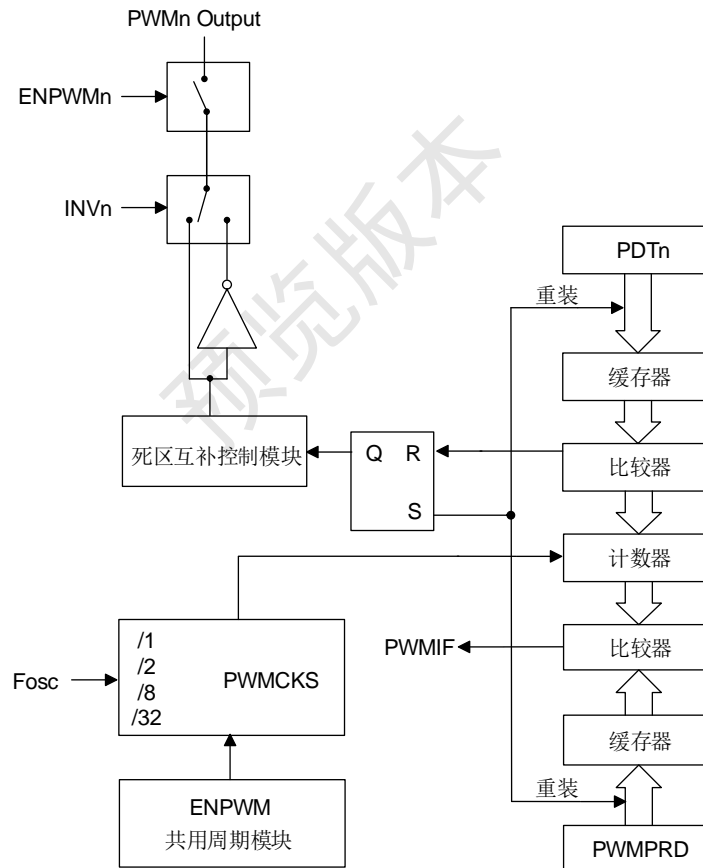 PWMn Output
ENPWMn
INVn
PDTn
重装
缓存器
死区互补控制模块
Q R
S
比较器
计数器
/1
/2
/8
/32
PWMCKS
Fosc
PWMIF
比较器
缓存器
重装
ENPWM
共用周期模块
PWMPRD
预览版本